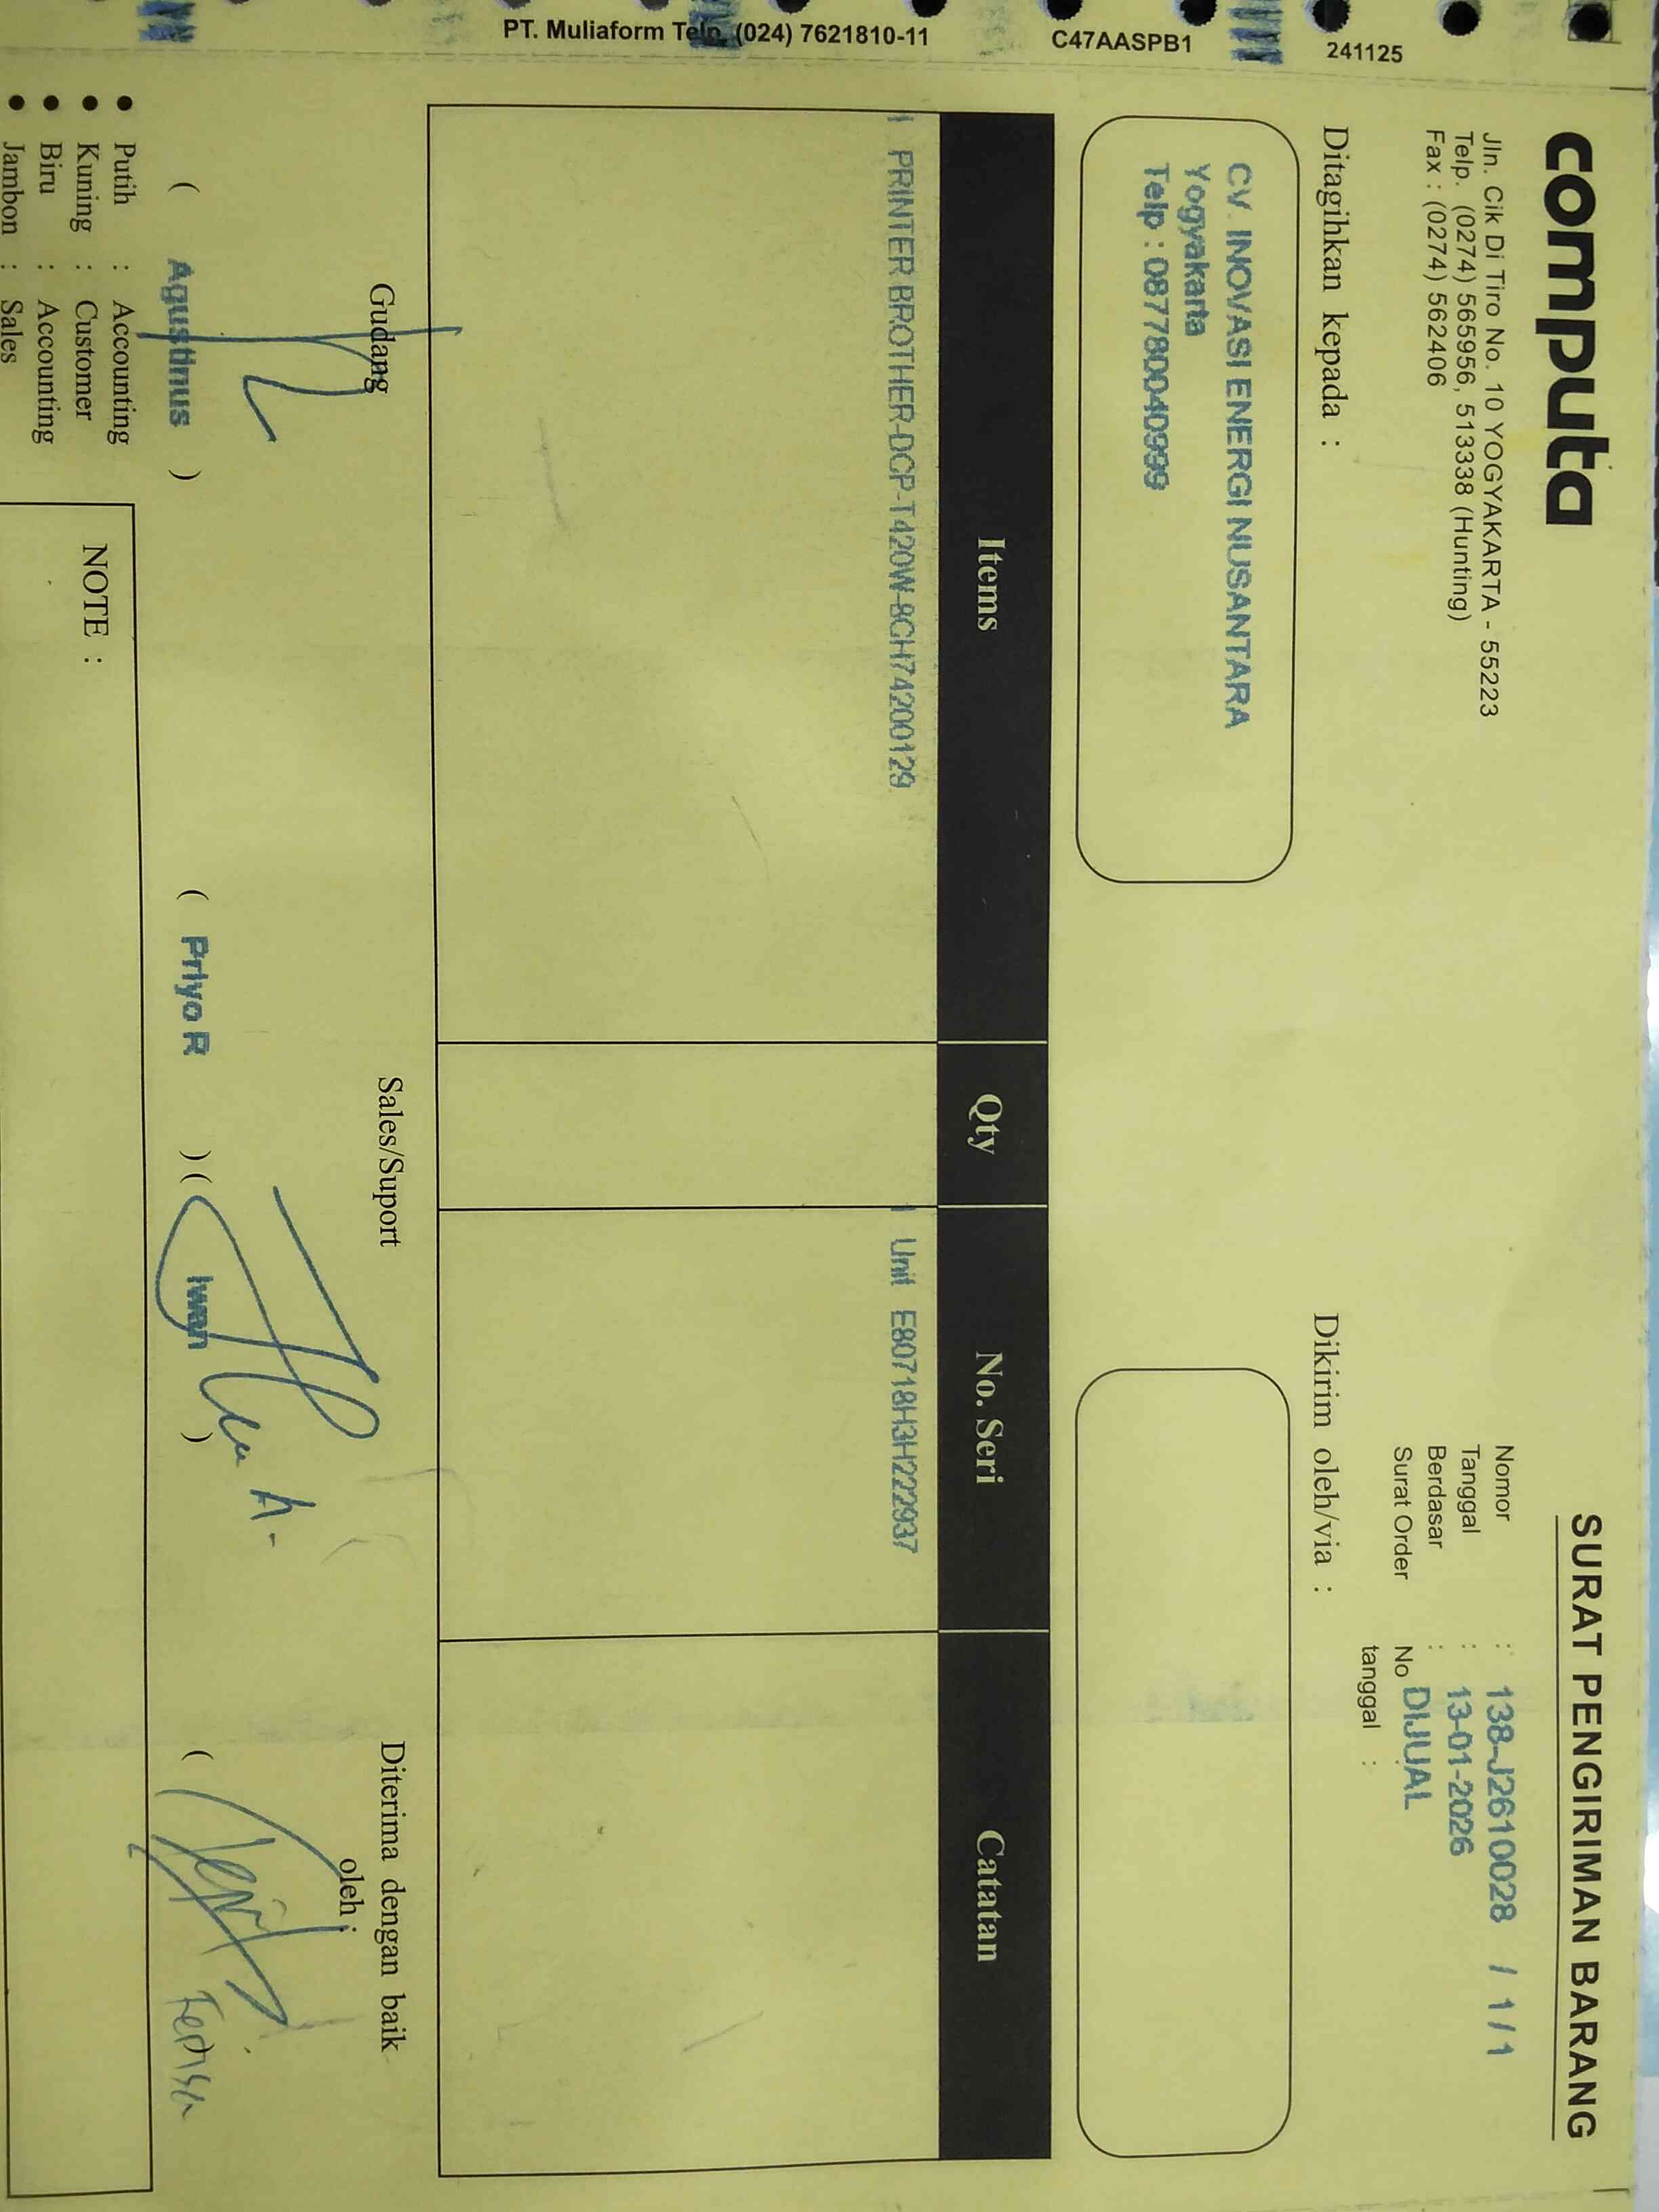 PT. Muliaform Telp. (024) 7621810-11 C47AASPB1 241125
computa
Jln. Cik Di Tiro No. 10 YOGYAKARTA - 55223
Telp. (0274) 565956, 513338 (Hunting)
Fax : (0274) 562406
SURAT PENGIRIMAN BARANG
Nomor : 138-J2610028 / 1/1
Tanggal : 13-01-2026
Berdasar :
Surat Order No DIJUAL
tanggal :
Ditagihkan kepada :
Dikirim oleh/via :
CV. INOVASI ENERGI NUSANTARA
Yogyakarta
Telp : 087780040999
Items Qty No. Seri Catatan
1 PRINTER BROTHER-DCP-T420W-8CH74200129 1 Unit E80718H3H222937
Gudang Sales/Suport Diterima dengan baik
oleh :
( Agustinus ) ( Priyo R ) ( Iwan ) (
• Putih : Accounting
• Kuning : Customer
• Biru : Accounting
• Jambon : Sales
NOTE :